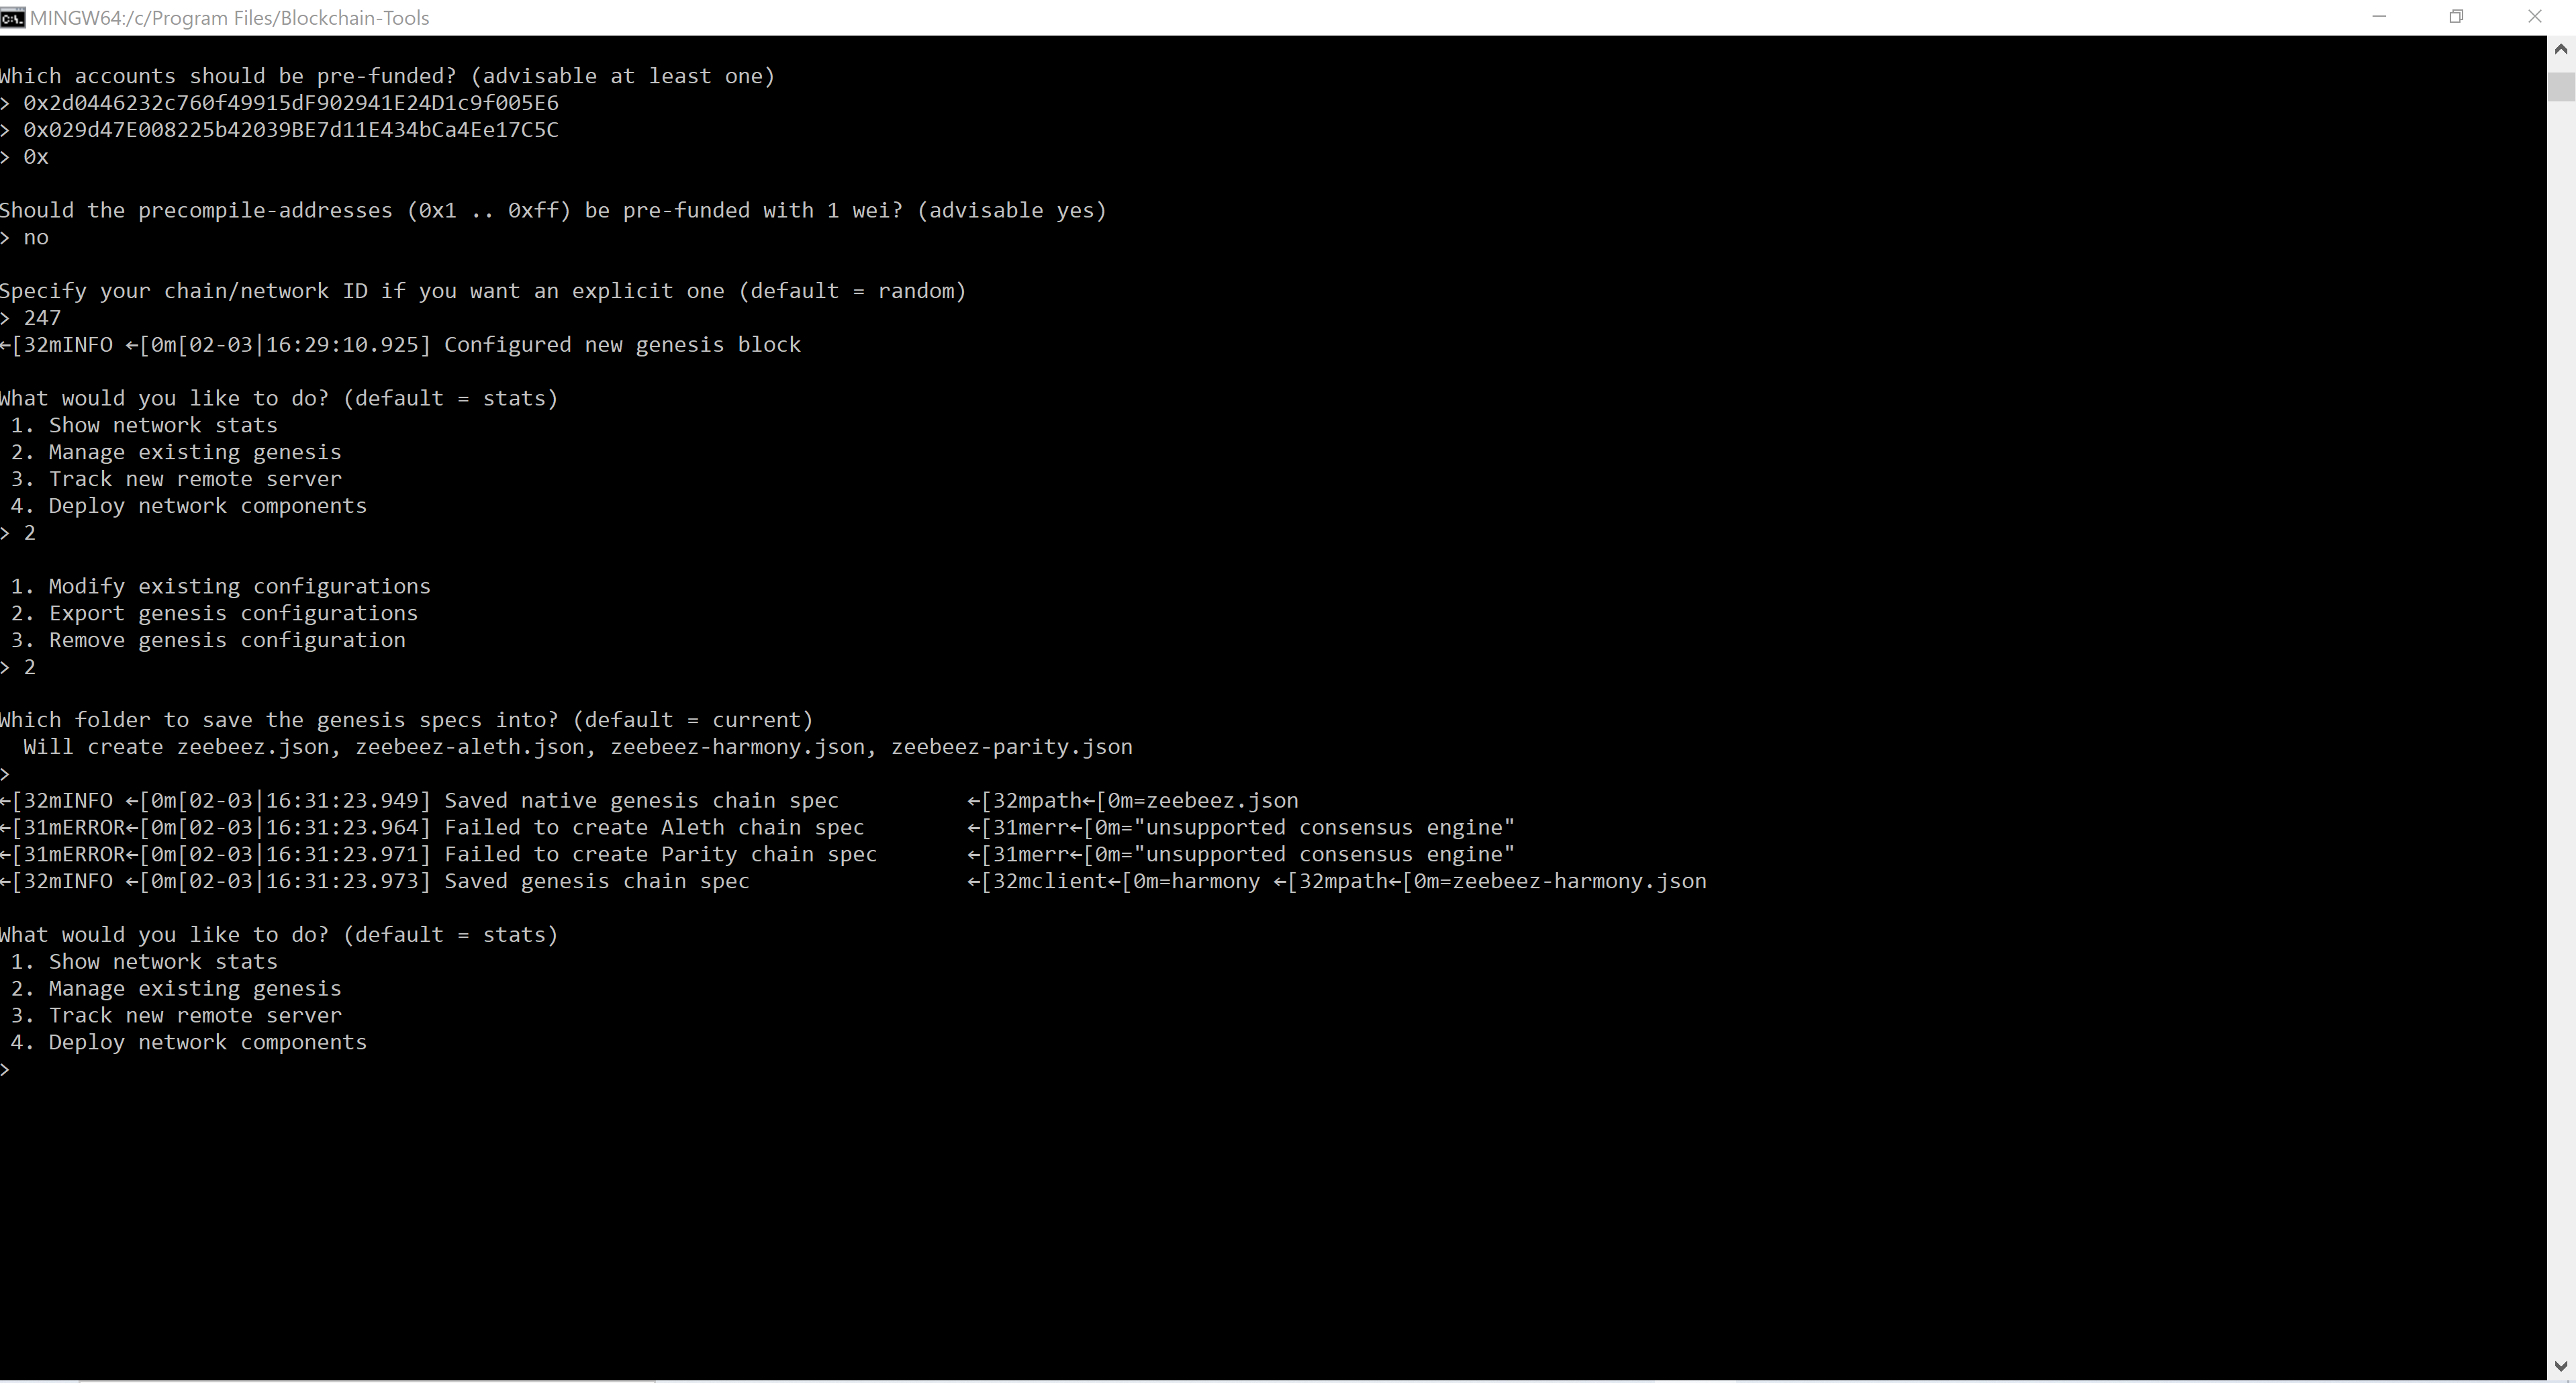 MINGW64:/c/Program Files/Blockchain-Tools
Which accounts should be pre-funded? (advisable at least one)
> 0x2d0446232c760f49915dF902941E24D1c9f005E6
> 0x029d47E008225b42039BE7d11E434bCa4Ee17C5C
> 0x
Should the precompile-addresses (0x1 .. 0xff) be pre-funded with 1 wei? (advisable yes)
> no
Specify your chain/network ID if you want an explicit one (default = random)
> 247
←[32mINFO ←[0m[02-03|16:29:10.925] Configured new genesis block
What would you like to do? (default = stats)
1. Show network stats
2. Manage existing genesis
3. Track new remote server
4. Deploy network components
> 2
1. Modify existing configurations
2. Export genesis configurations
3. Remove genesis configuration
> 2
Which folder to save the genesis specs into? (default = current)
Will create zeebeez.json, zeebeez-aleth.json, zeebeez-harmony.json, zeebeez-parity.json
>
←[32mINFO ←[0m[02-03|16:31:23.949] Saved native genesis chain spec ←[32mpath←[0m=zeebeez.json
←[31mERROR←[0m[02-03|16:31:23.964] Failed to create Aleth chain spec ←[31merr←[0m="unsupported consensus engine"
←[31mERROR←[0m[02-03|16:31:23.971] Failed to create Parity chain spec ←[31merr←[0m="unsupported consensus engine"
←[32mINFO ←[0m[02-03|16:31:23.973] Saved genesis chain spec ←[32mclient←[0m=harmony ←[32mpath←[0m=zeebeez-harmony.json
What would you like to do? (default = stats)
1. Show network stats
2. Manage existing genesis
3. Track new remote server
4. Deploy network components
>